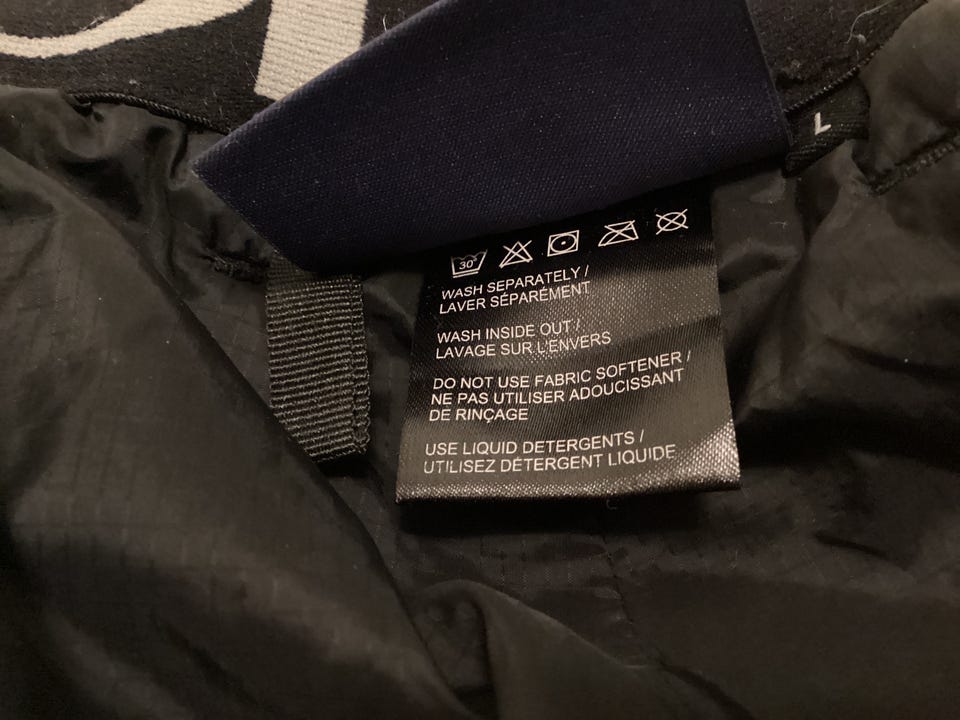 L
30°
WASH SEPARATELY /
LAVER SÉPARÉMENT
WASH INSIDE OUT /
LAVAGE SUR L'ENVERS
DO NOT USE FABRIC SOFTENER /
NE PAS UTILISER ADOUCISSANT
DE RINÇAGE
USE LIQUID DETERGENTS /
UTILISEZ DÉTERGENT LIQUIDE